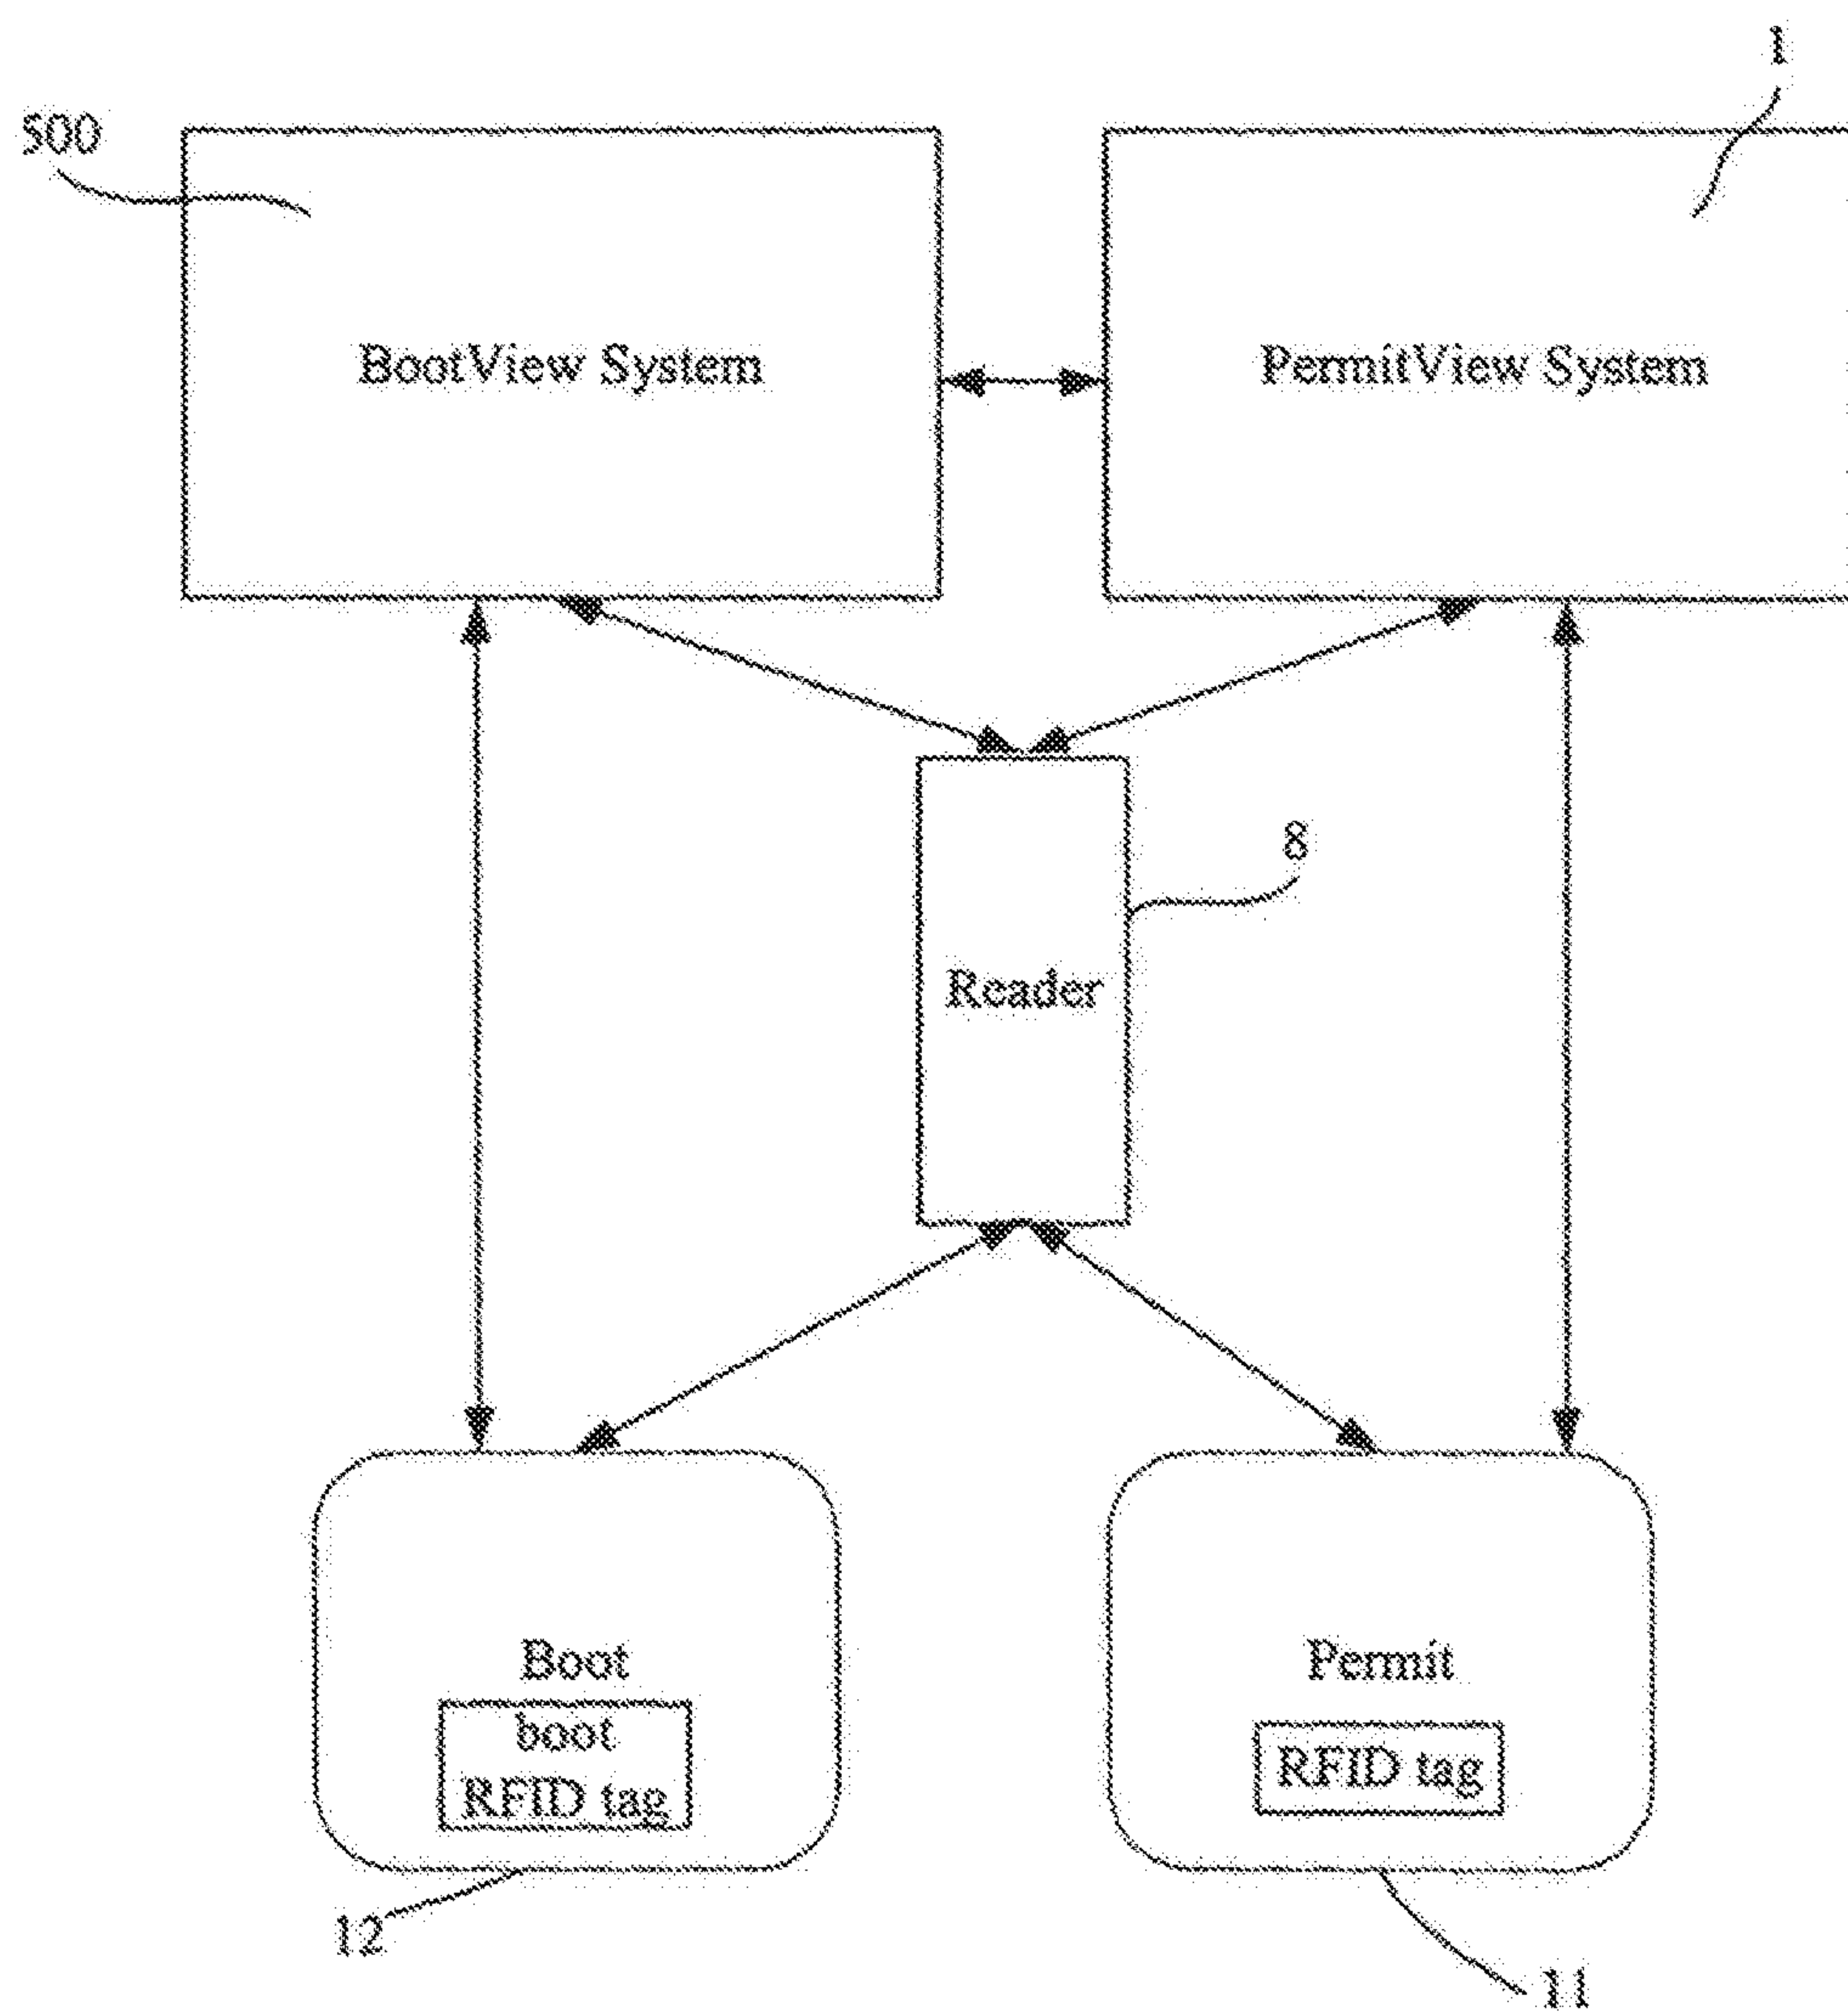 1
500
BootView System
PermitView System
8
Reader
Boot
boot
RFID tag
Permit
RFID tag
12
11